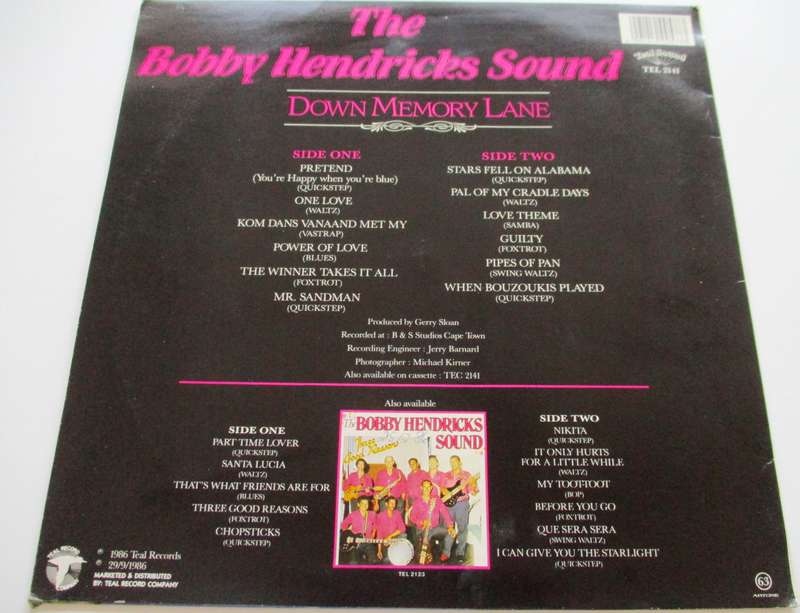 The
Bobby Hendricks Sound
DOWN MEMORY LANE
Teal Sound
TEL 2141
SIDE ONE
PRETEND
(You're Happy when you're blue)
(QUICKSTEP)
ONE LOVE
(WALTZ)
KOM DANS VANAAND MET MY
(VASTRAP)
POWER OF LOVE
(BLUES)
THE WINNER TAKES IT ALL
(FOXTROT)
MR. SANDMAN
(QUICKSTEP)
SIDE TWO
STARS FELL ON ALABAMA
(QUICKSTEP)
PAL OF MY CRADLE DAYS
(WALTZ)
LOVE THEME
(SAMBA)
GUILTY
(FOXTROT)
PIPES OF PAN
(SWING WALTZ)
WHEN BOUZOUKIS PLAYED
(QUICKSTEP)
Produced by Gerry Sloan
Recorded at : B & S Studios Cape Town
Recording Engineer : Jerry Barnard
Photographer : Michael Kirner
Also available on cassette : TEC 2141
Also available
SIDE ONE
PART TIME LOVER
(QUICKSTEP)
SANTA LUCIA
(WALTZ)
THAT'S WHAT FRIENDS ARE FOR
(BLUES)
THREE GOOD REASONS
(FOXTROT)
CHOPSTICKS
(QUICKSTEP)
The BOBBY HENDRICKS
SOUND
TEL 2123
SIDE TWO
NIKITA
(QUICKSTEP)
IT ONLY HURTS
FOR A LITTLE WHILE
(WALTZ)
MY TOOT-TOOT
(BOP)
BEFORE YOU GO
(FOXTROT)
QUE SERA SERA
(SWING WALTZ)
I CAN GIVE YOU THE STARLIGHT
(QUICKSTEP)
TEAL RECORD
COMPANY
℗ 1986 Teal Records
© 29/9/1986
MARKETED & DISTRIBUTED
BY: TEAL RECORD COMPANY
63
ARTONE